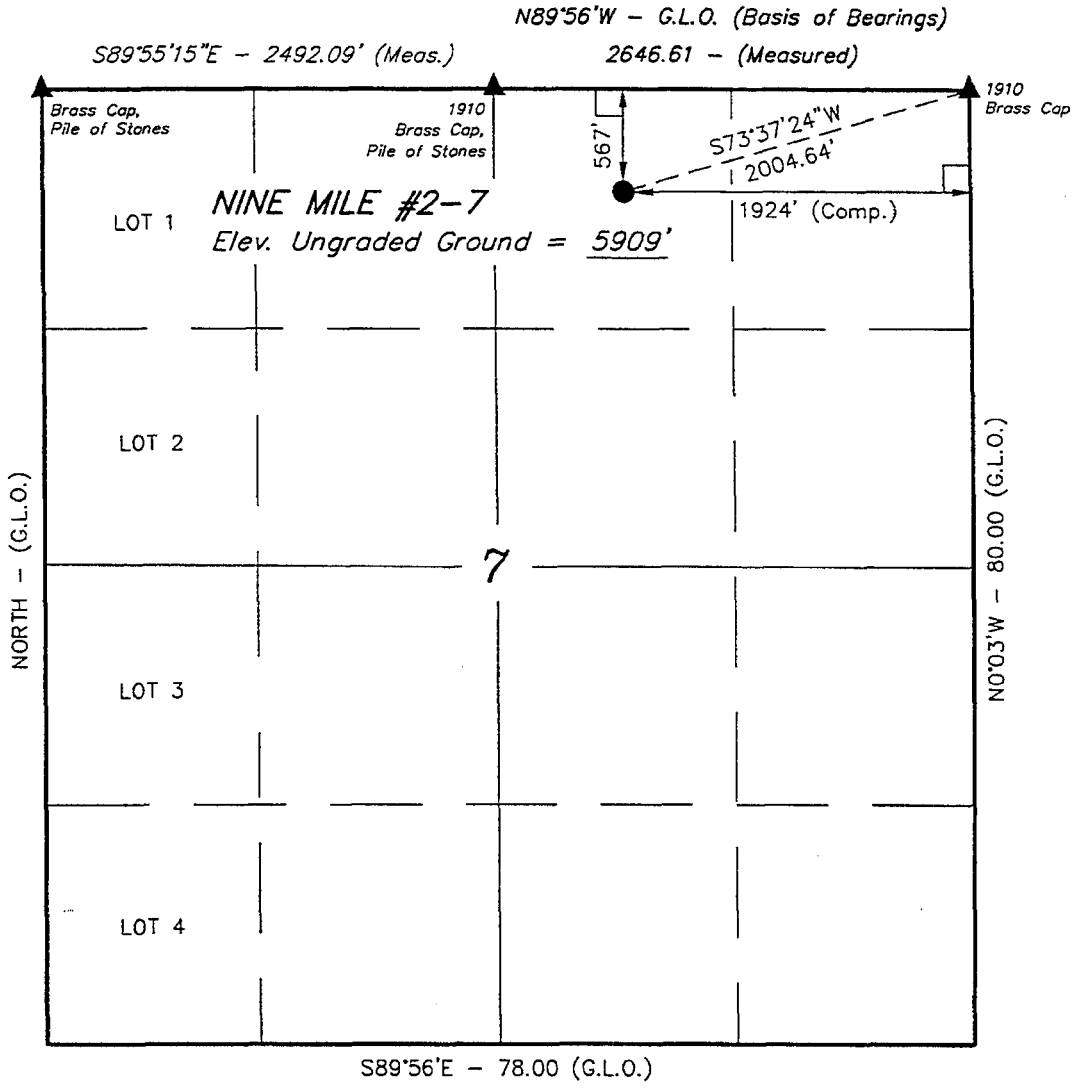 N89°56'W - G.L.O. (Basis of Bearings)
S89°55'15"E - 2492.09' (Meas.)
2646.61 - (Measured)
Brass Cap,
Pile of Stones
1910
Brass Cap,
Pile of Stones
1910
Brass Cap
567'
S73°37'24"W
2004.64'
1924' (Comp.)
LOT 1
NINE MILE #2-7
Elev. Ungraded Ground = 5909'
LOT 2
NORTH - (G.L.O.)
7
N0°03'W - 80.00 (G.L.O.)
LOT 3
LOT 4
S89°56'E - 78.00 (G.L.O.)